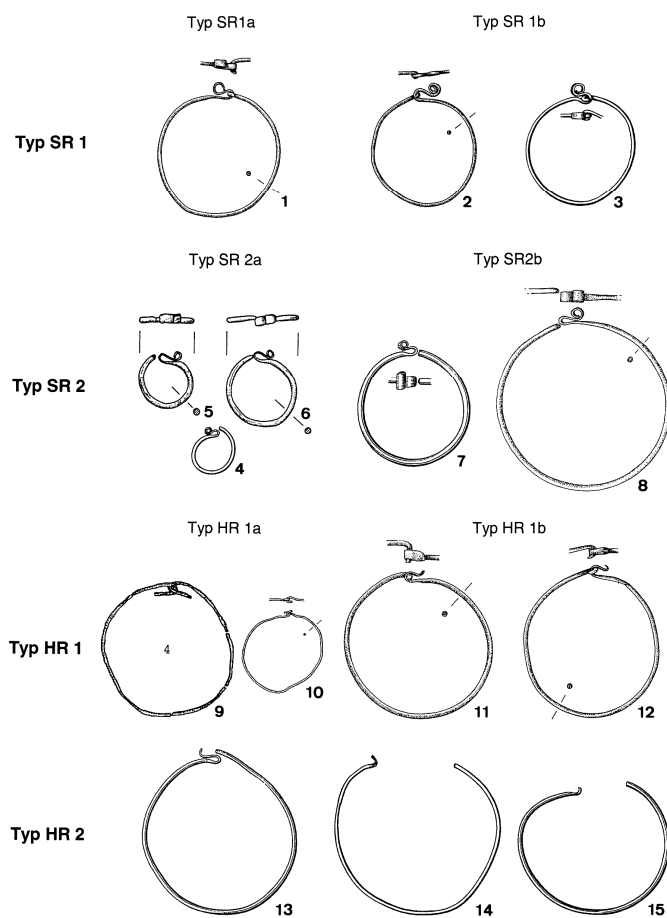 Typ SR1a
Typ SR 1b
Typ SR 1
1
2
3
Typ SR 2a
Typ SR2b
Typ SR 2
5
6
4
7
8
Typ HR 1a
Typ HR 1b
Typ HR 1
4
9
10
11
12
Typ HR 2
13
14
15